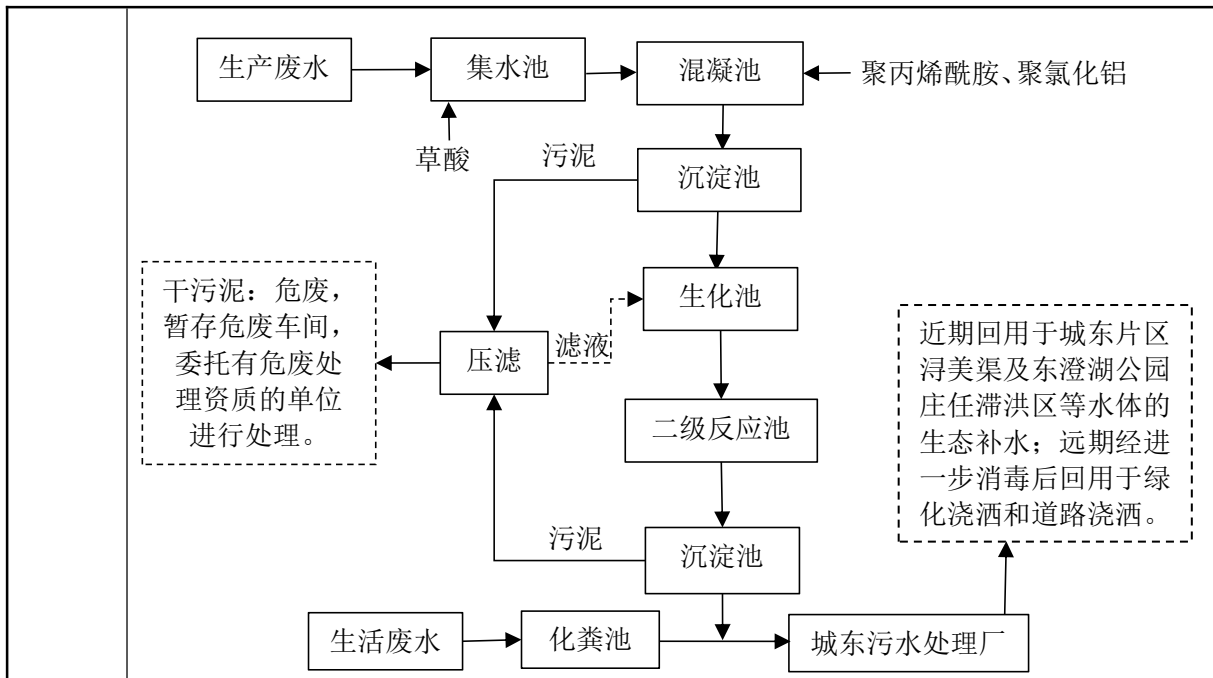 生产废水
集水池
混凝池
聚丙烯酰胺、聚氯化铝
草酸
污泥
沉淀池
干污泥：危废，
暂存危废车间，
委托有危废处
理资质的单位
进行处理。
压滤
滤液
生化池
近期回用于城东片区
浔美渠及东澄湖公园
庄任滞洪区等水体的
生态补水；远期经进
一步消毒后回用于绿
化浇洒和道路浇洒。
二级反应池
污泥
沉淀池
生活废水
化粪池
城东污水处理厂